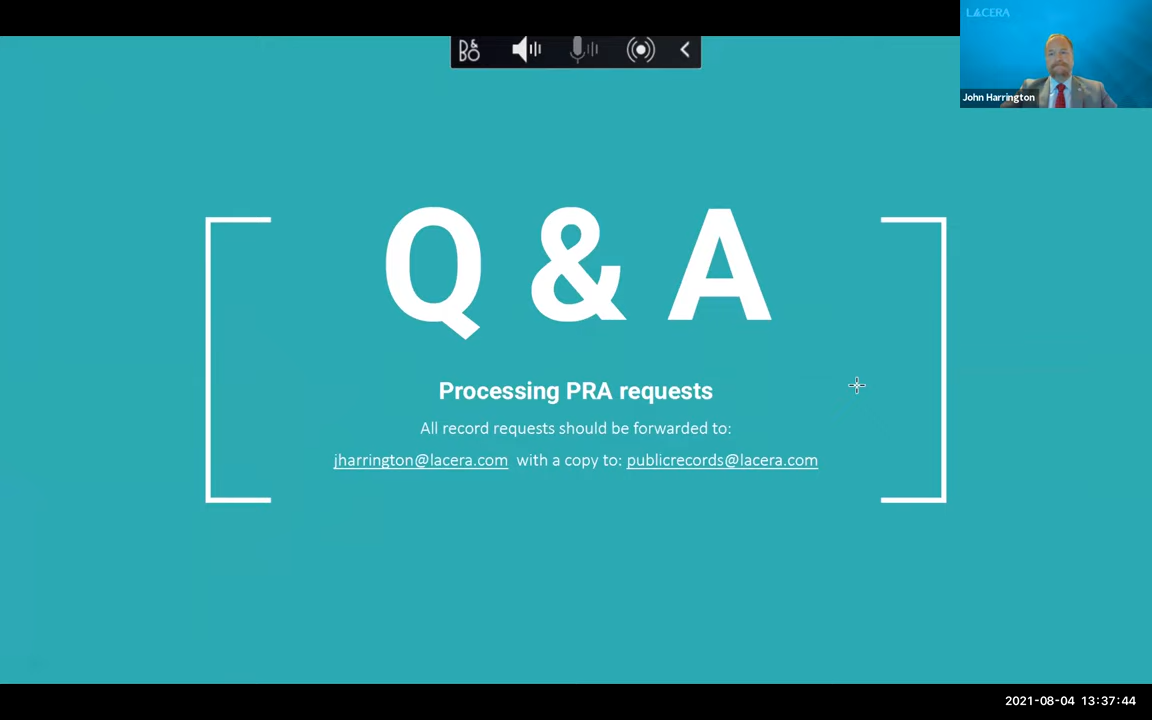 LACERA
B&O
John Harrington
Q & A
Processing PRA requests
All record requests should be forwarded to:
jharrington@lacera.com with a copy to: publicrecords@lacera.com
2021-08-04 13:37:44